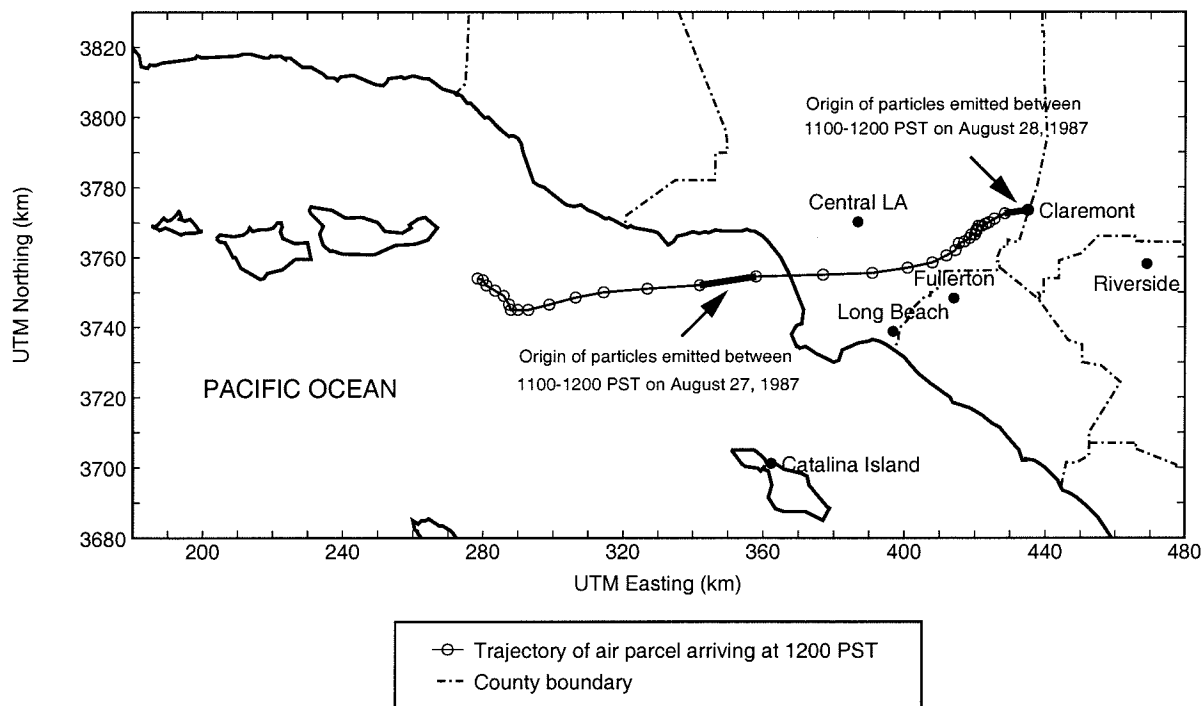 3820
3800
3780
3760
3740
3720
3700
3680
UTM Northing (km)
Origin of particles emitted between
1100-1200 PST on August 28, 1987
Central LA
Claremont
Riverside
Fullerton
Long Beach
Origin of particles emitted between
1100-1200 PST on August 27, 1987
PACIFIC OCEAN
Catalina Island
200 240 280 320 360 400 440 480
UTM Easting (km)
Trajectory of air parcel arriving at 1200 PST
County boundary